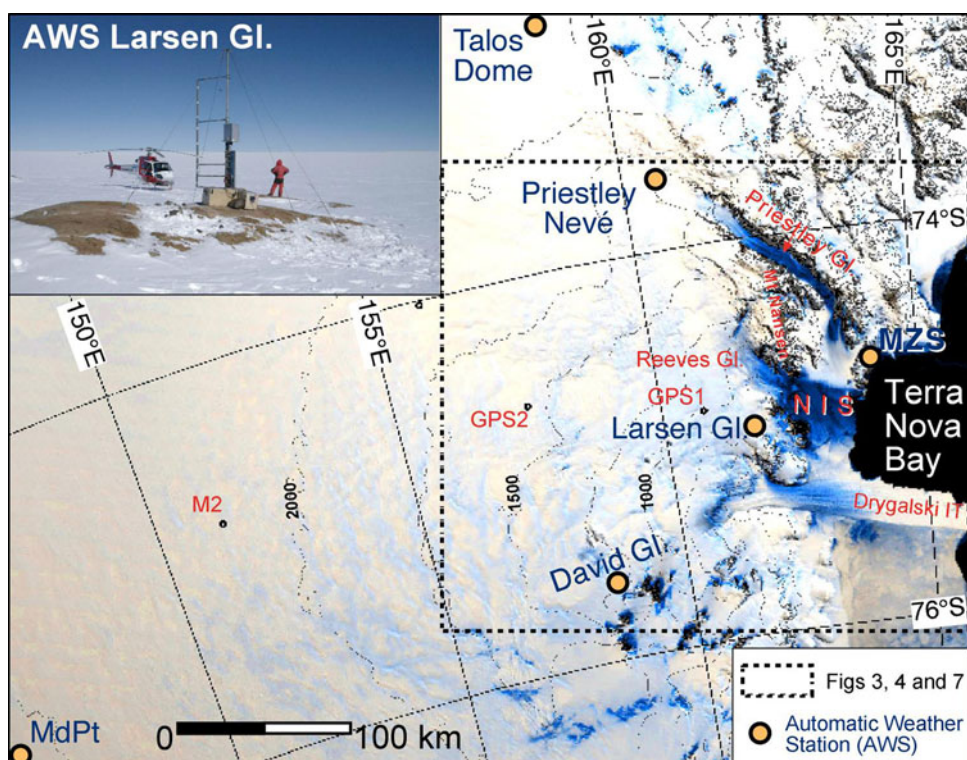 AWS Larsen Gl.
Talos
Dome
160°E
165°E
Priestley
Nevé
Priestley Gl.
74°S
150°E
155°E
Mt Nansen
MZS
Reeves Gl.
GPS1
GPS2
N I S
Larsen Gl.
Terra
Nova
Bay
M2
2000
1500
1000
Drygalski IT
David Gl.
76°S
MdPt
0
100 km
Figs 3, 4 and 7
Automatic Weather
Station (AWS)